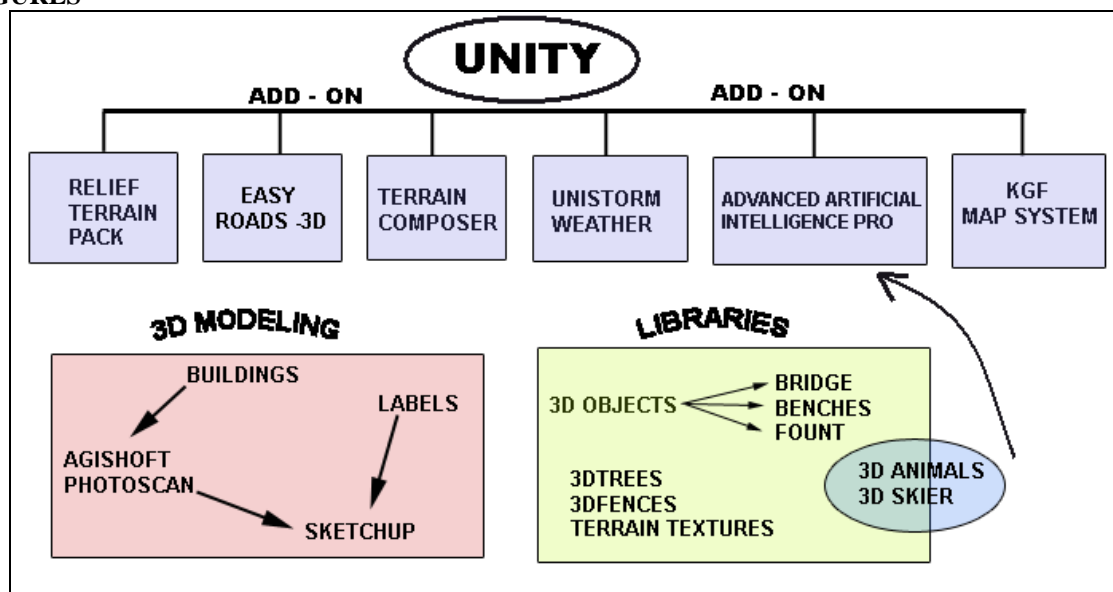 UNITY
ADD - ON
ADD - ON
RELIEF
TERRAIN
PACK
EASY
ROADS -3D
TERRAIN
COMPOSER
UNISTORM
WEATHER
ADVANCED ARTIFICIAL
INTELLIGENCE PRO
KGF
MAP SYSTEM
3D MODELING
BUILDINGS
LABELS
AGISHOFT
PHOTOSCAN
SKETCHUP
LIBRARIES
3D OBJECTS
BRIDGE
BENCHES
FOUNT
3DTREES
3DFENCES
TERRAIN TEXTURES
3D ANIMALS
3D SKIER